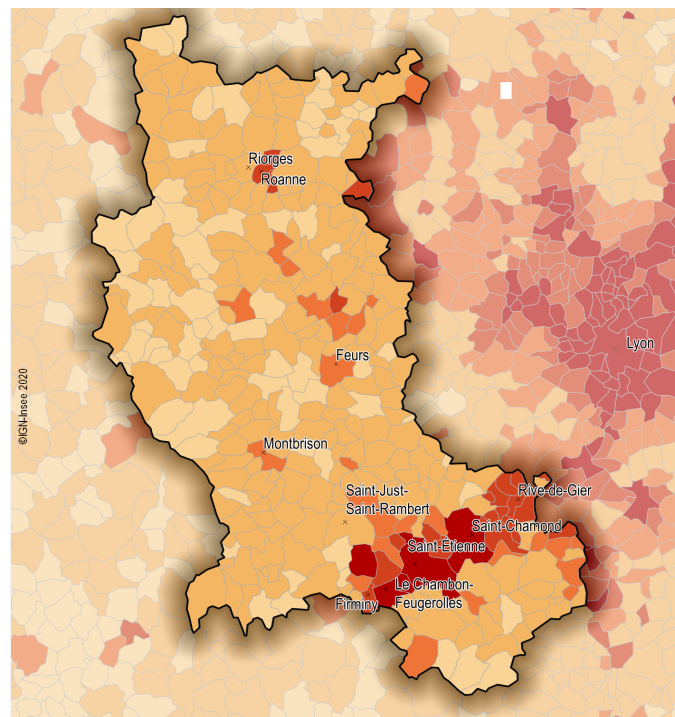 Riorges
Roanne
Lyon
Feurs
©IGN-Insee 2020
Montbrison
Saint-Just-
Saint-Rambert
Rive-de-Gier
Saint-Chamond
Saint-Étienne
Le Chambon-
Feugerolles
Firminy